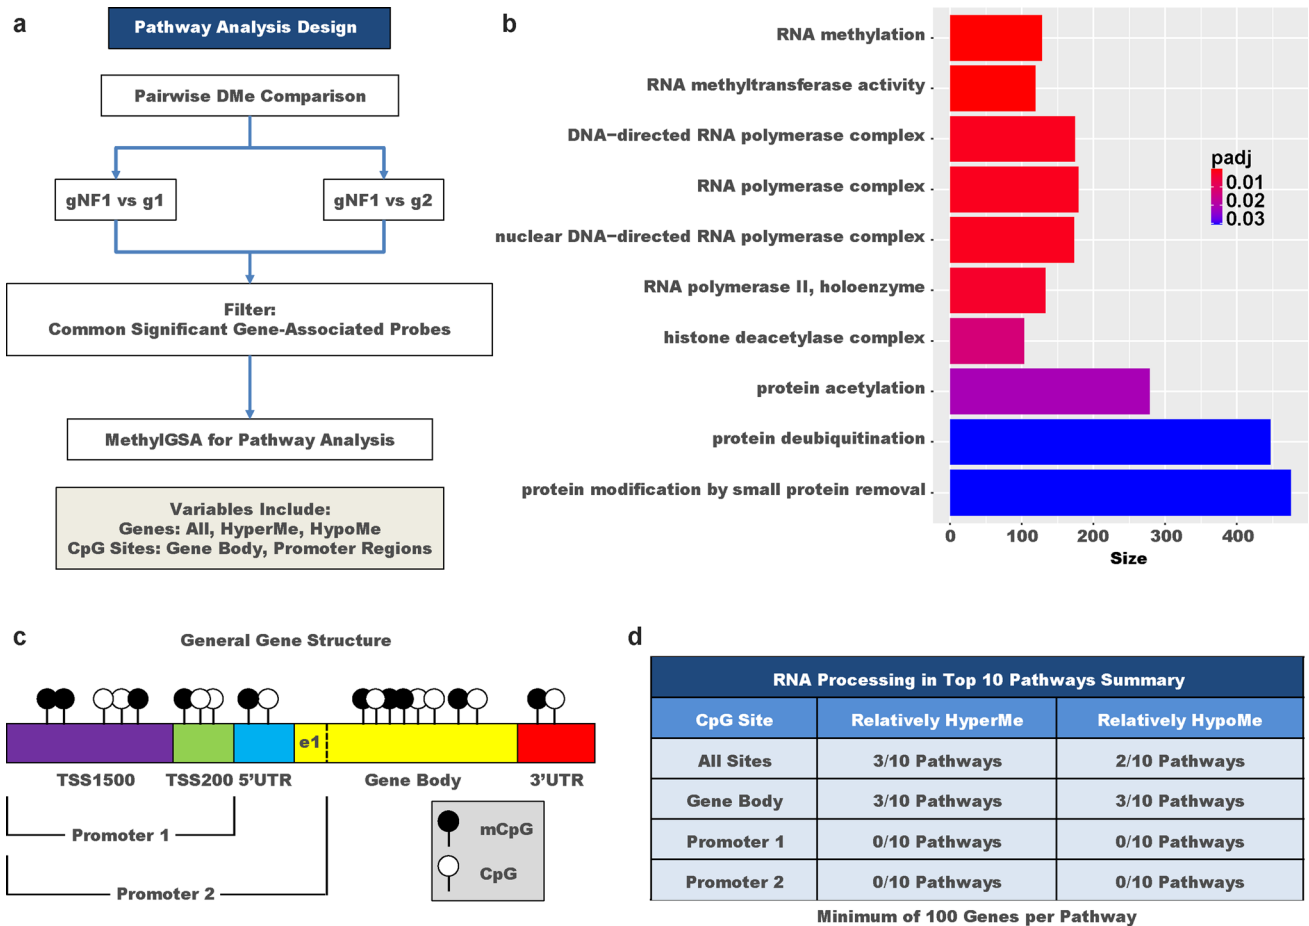 a
Pathway Analysis Design
Pairwise DMe Comparison
gNF1 vs g1
gNF1 vs g2
Filter:
Common Significant Gene-Associated Probes
MethylGSA for Pathway Analysis
Variables Include:
Genes: All, HyperMe, HypoMe
CpG Sites: Gene Body, Promoter Regions
b
RNA methylation
RNA methyltransferase activity
DNA−directed RNA polymerase complex
RNA polymerase complex
nuclear DNA−directed RNA polymerase complex
RNA polymerase II, holoenzyme
histone deacetylase complex
protein acetylation
protein deubiquitination
protein modification by small protein removal
0 100 200 300 400
Size
padj
0.01
0.02
0.03
c
General Gene Structure
e1
TSS1500 TSS200 5’UTR Gene Body 3’UTR
Promoter 1
Promoter 2
mCpG
CpG
d
RNA Processing in Top 10 Pathways Summary
CpG Site Relatively HyperMe Relatively HypoMe
All Sites 3/10 Pathways 2/10 Pathways
Gene Body 3/10 Pathways 3/10 Pathways
Promoter 1 0/10 Pathways 0/10 Pathways
Promoter 2 0/10 Pathways 0/10 Pathways
Minimum of 100 Genes per Pathway